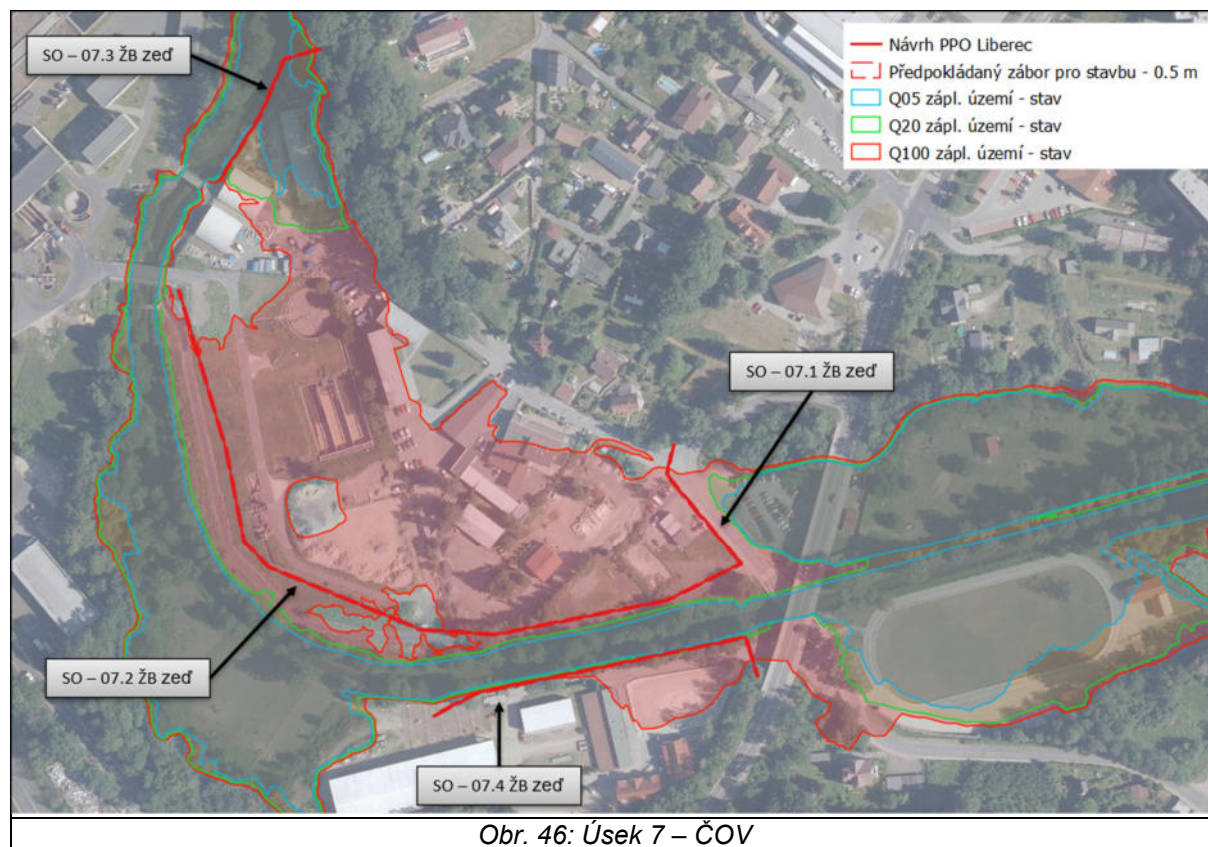 SO – 07.3 ŽB zeď
Návrh PPO Liberec
Předpokládaný zábor pro stavbu - 0.5 m
Q05 zápl. území - stav
Q20 zápl. území - stav
Q100 zápl. území - stav
SO – 07.1 ŽB zeď
SO – 07.2 ŽB zeď
SO – 07.4 ŽB zeď
Obr. 46: Úsek 7 – ČOV